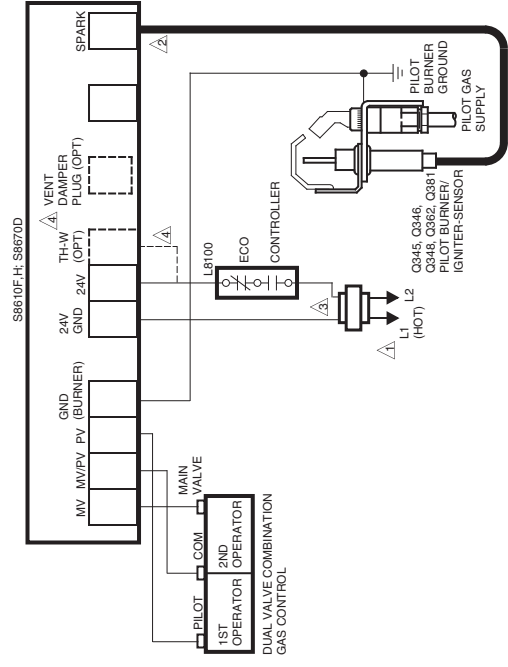 S8610F,H; S8670D
MV
MV/PV
PV
GND
(BURNER)
24V
GND
24V
TH-W
(OPT)
4
VENT
DAMPER
PLUG (OPT)
SPARK
2
4
PILOT
COM
MAIN
VALVE
1ST
OPERATOR
2ND
OPERATOR
DUAL VALVE COMBINATION
GAS CONTROL
L8100
ECO
CONTROLLER
3
1
L1
(HOT)
L2
PILOT
BURNER
GROUND
PILOT GAS
SUPPLY
Q345, Q346,
Q348, Q362, Q381
PILOT BURNER/
IGNITER-SENSOR